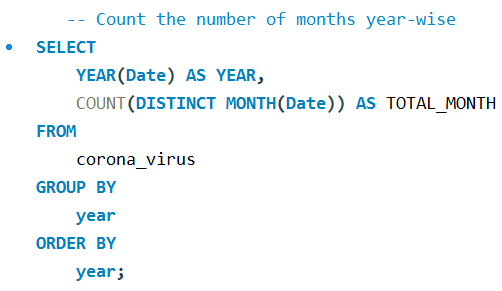 -- Count the number of months year-wise
SELECT
YEAR(Date) AS YEAR,
COUNT(DISTINCT MONTH(Date)) AS TOTAL_MONTH
FROM
corona_virus
GROUP BY
year
ORDER BY
year;